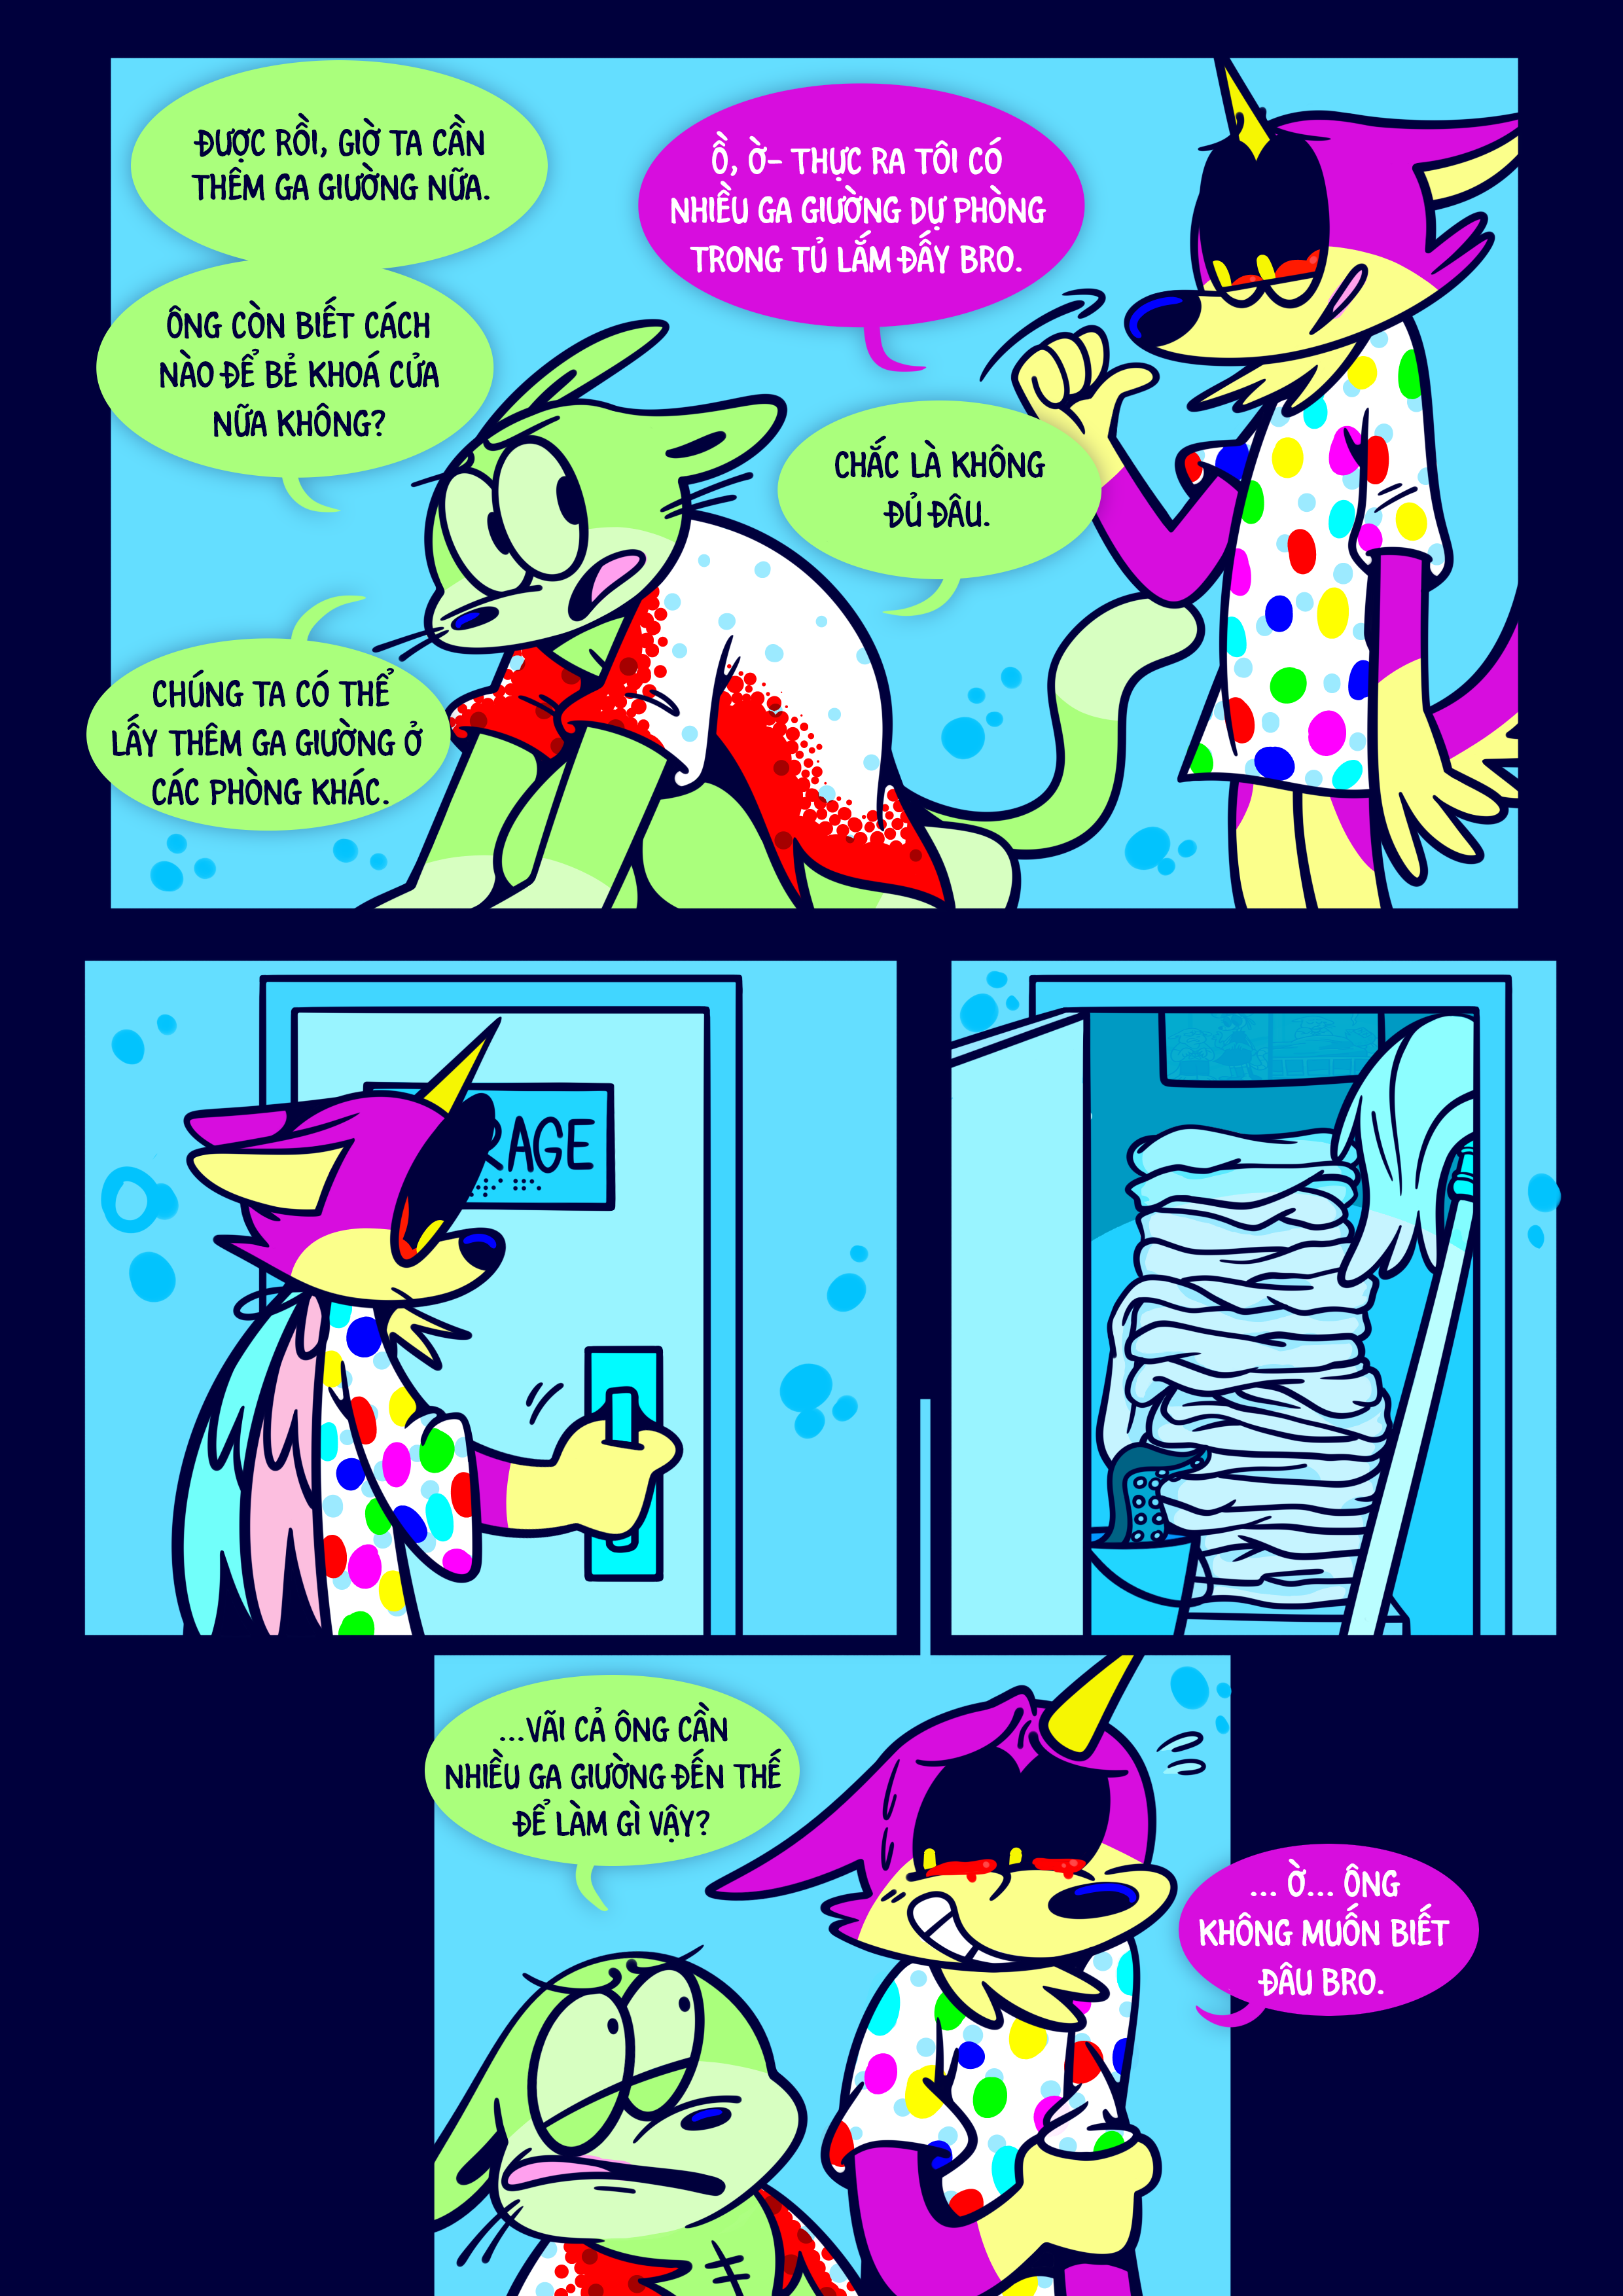 ĐƯỢC RỒI, GIỜ TA CẦN
THÊM GA GIƯỜNG NỮA.
ÔNG CÒN BIẾT CÁCH
NÀO ĐỂ BẺ KHOÁ CỬA
NỮA KHÔNG?
Ồ, Ờ- THỰC RA TÔI CÓ
NHIỀU GA GIƯỜNG DỰ PHÒNG
TRONG TỦ LẮM ĐẤY BRO.
CHẮC LÀ KHÔNG
ĐỦ ĐÂU.
CHÚNG TA CÓ THỂ
LẤY THÊM GA GIƯỜNG Ở
CÁC PHÒNG KHÁC.
RAGE
...VÃI CẢ ÔNG CẦN
NHIỀU GA GIƯỜNG ĐẾN THẾ
ĐỂ LÀM GÌ VẬY?
... Ờ... ÔNG
KHÔNG MUỐN BIẾT
ĐÂU BRO.